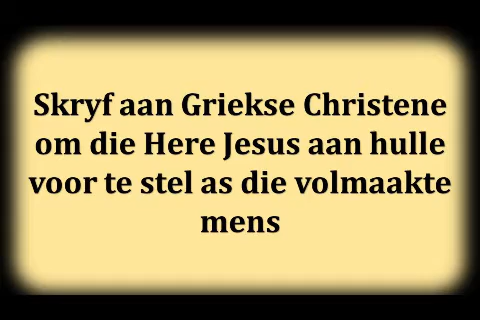 Skryf aan Griekse Christene
om die Here Jesus aan hulle
voor te stel as die volmaakte
mens